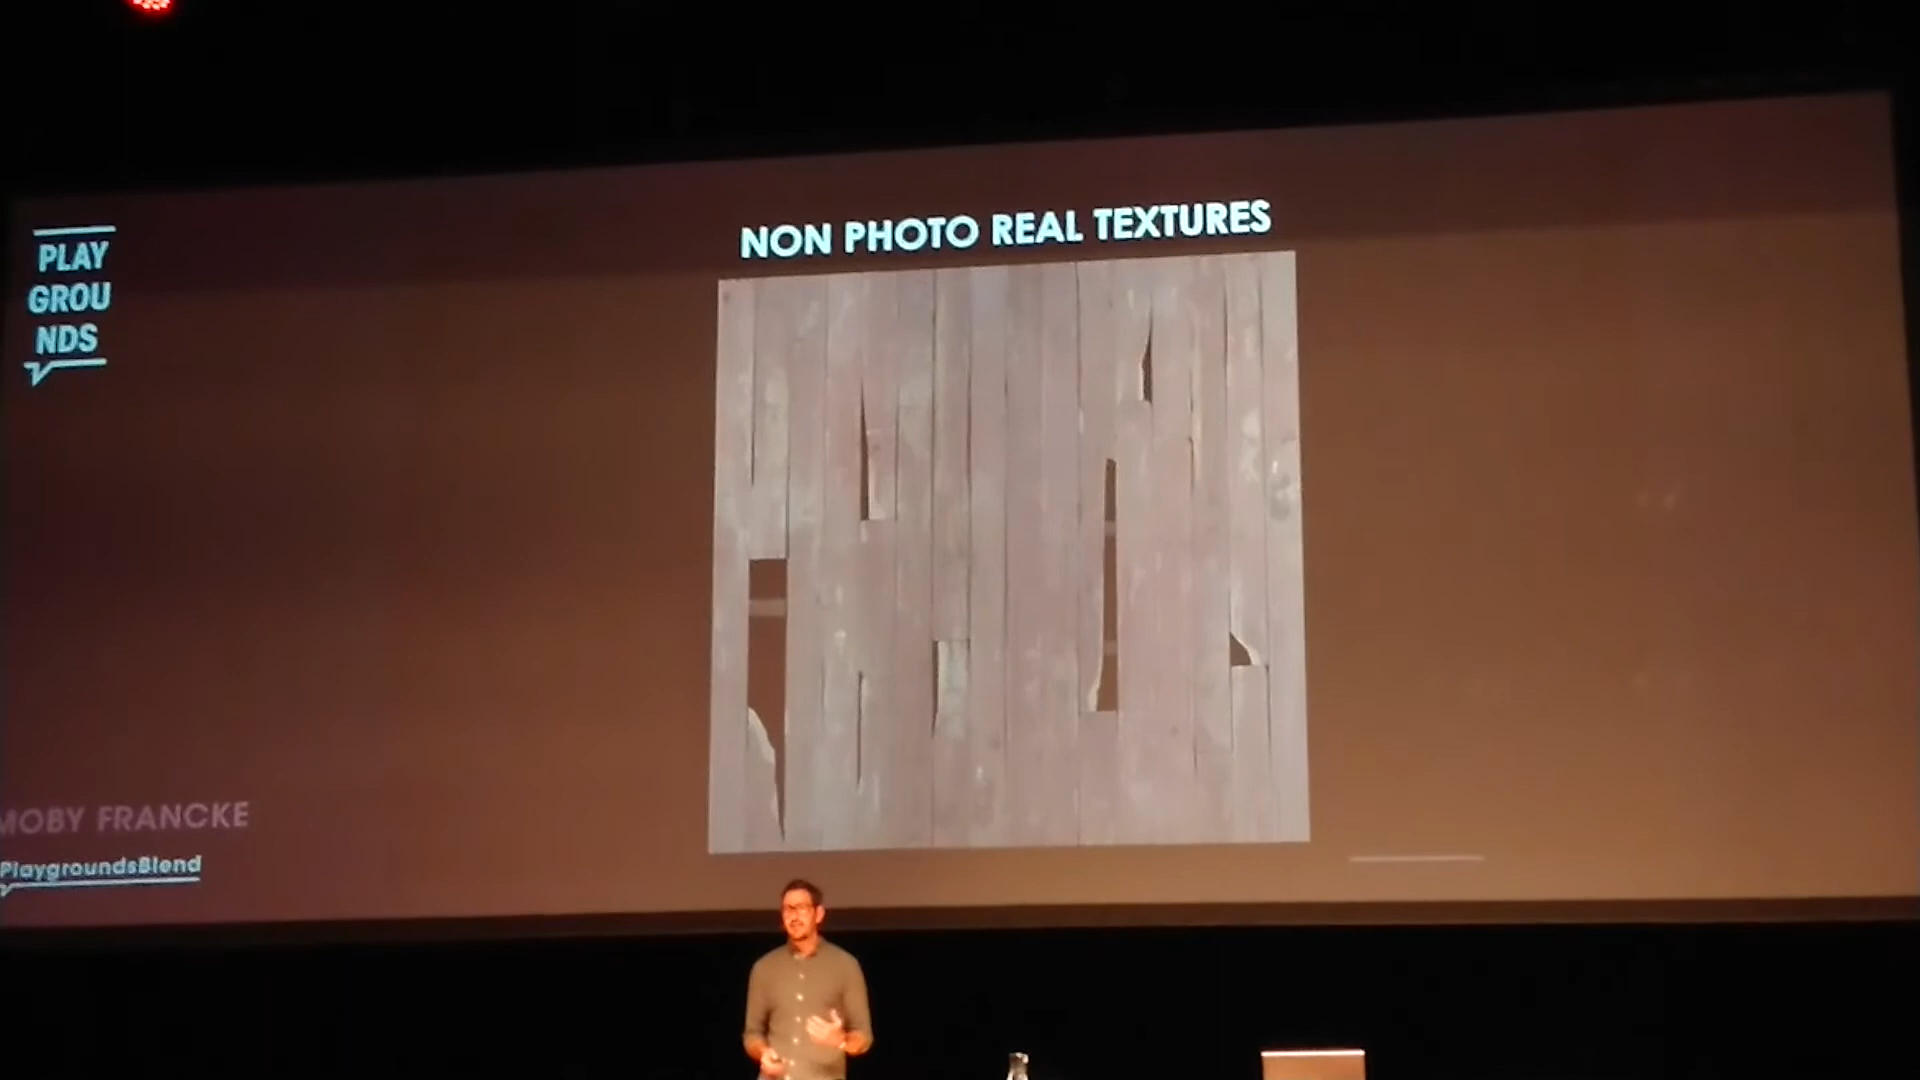 PLAY
GROU
NDS
NON PHOTO REAL TEXTURES
MOBY FRANCKE
PlaygroundsBlend